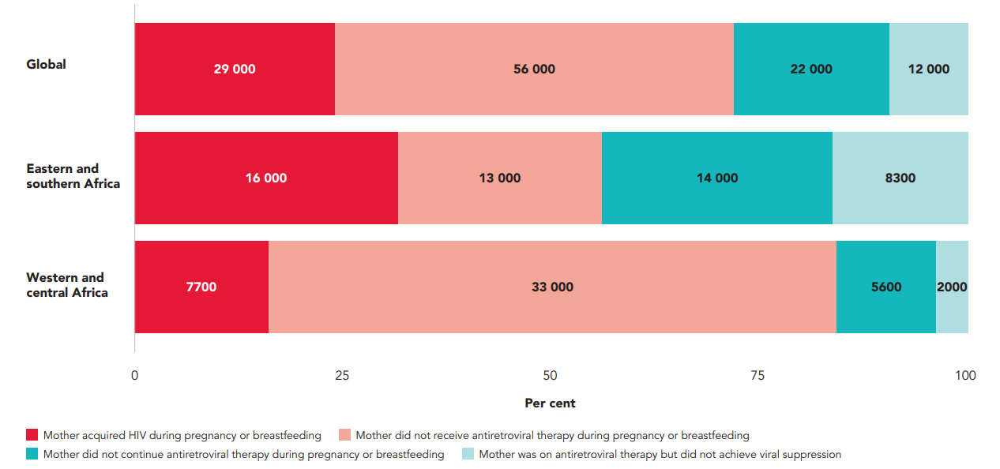 Global
29 000
56 000
22 000
12 000
Eastern and
southern Africa
16 000
13 000
14 000
8300
Western and
central Africa
7700
33 000
5600
2000
0
25
50
75
100
Per cent
Mother acquired HIV during pregnancy or breastfeeding
Mother did not receive antiretroviral therapy during pregnancy or breastfeeding
Mother did not continue antiretroviral therapy during pregnancy or breastfeeding
Mother was on antiretroviral therapy but did not achieve viral suppression